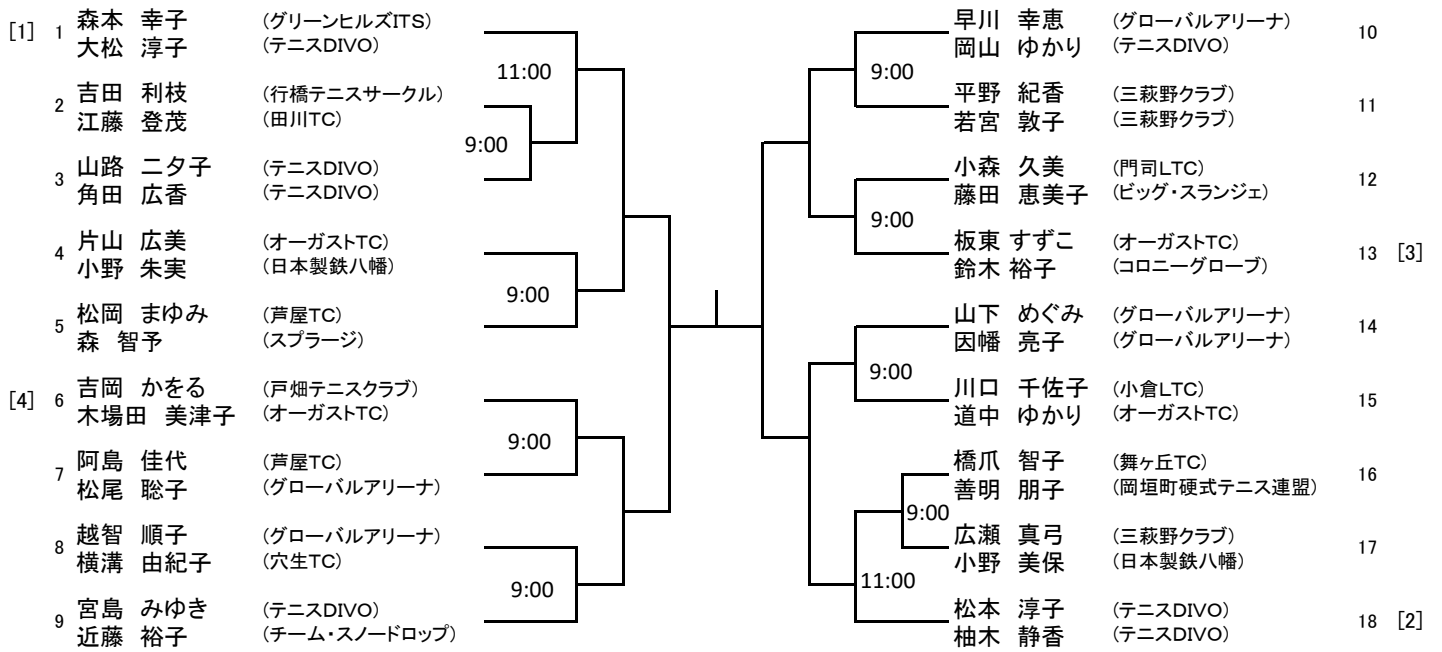 [1] 1 森本 幸子 (グリーンヒルズITS)
大松 淳子 (テニスDIVO)
11:00
2 吉田 利枝 (行橋テニスサークル)
江藤 登茂 (田川TC)
9:00
3 山路 二夕子 (テニスDIVO)
角田 広香 (テニスDIVO)
4 片山 広美 (オーガストTC)
小野 朱実 (日本製鉄八幡)
9:00
5 松岡 まゆみ (芦屋TC)
森 智予 (スプラージ)
[4] 6 吉岡 かをる (戸畑テニスクラブ)
木場田 美津子 (オーガストTC)
9:00
7 阿島 佳代 (芦屋TC)
松尾 聡子 (グローバルアリーナ)
8 越智 順子 (グローバルアリーナ)
横溝 由紀子 (穴生TC)
9:00
9 宮島 みゆき (テニスDIVO)
近藤 裕子 (チーム・スノードロップ)
早川 幸恵 (グローバルアリーナ) 10
岡山 ゆかり (テニスDIVO)
9:00
平野 紀香 (三萩野クラブ) 11
若宮 敦子 (三萩野クラブ)
小森 久美 (門司LTC) 12
藤田 恵美子 (ビッグ・スランジェ)
9:00
板東 すずこ (オーガストTC) 13 [3]
鈴木 裕子 (コロニーグローブ)
山下 めぐみ (グローバルアリーナ) 14
因幡 亮子 (グローバルアリーナ)
9:00
川口 千佐子 (小倉LTC) 15
道中 ゆかり (オーガストTC)
橋爪 智子 (舞ヶ丘TC) 16
善明 朋子 (岡垣町硬式テニス連盟)
9:00
広瀬 真弓 (三萩野クラブ) 17
小野 美保 (日本製鉄八幡)
11:00
松本 淳子 (テニスDIVO) 18 [2]
柚木 静香 (テニスDIVO)